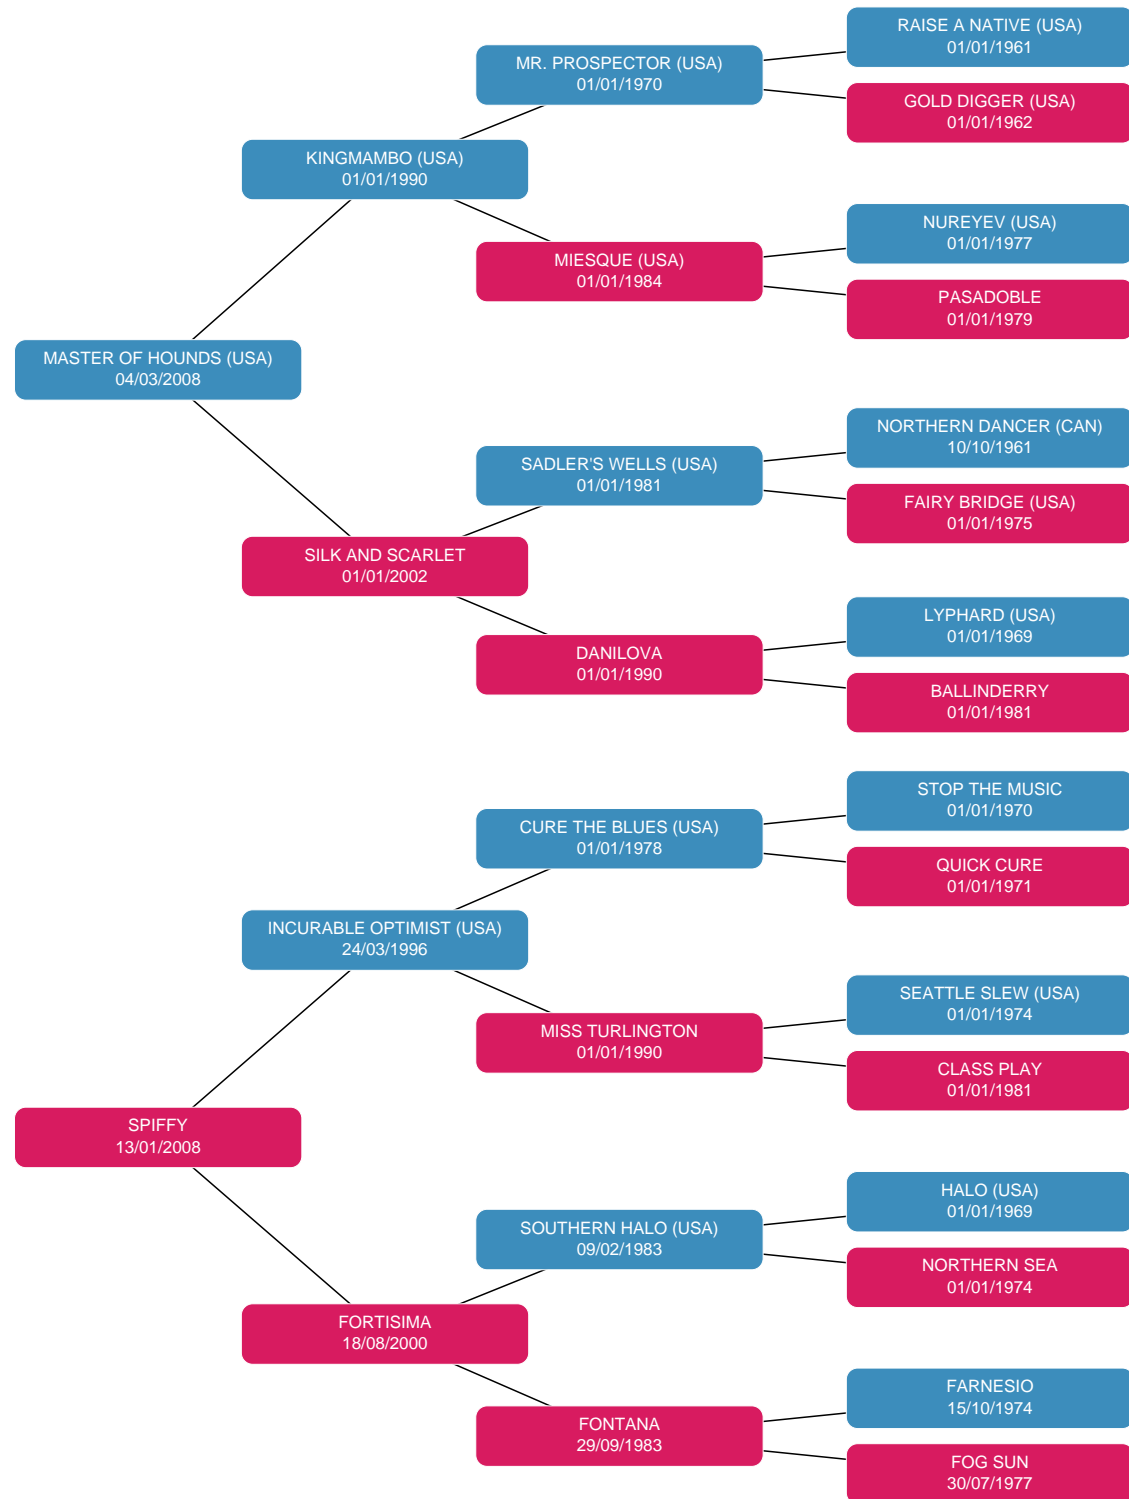 RAISE A NATIVE (USA)
01/01/1961
MR. PROSPECTOR (USA)
01/01/1970
GOLD DIGGER (USA)
01/01/1962
KINGMAMBO (USA)
01/01/1990
NUREYEV (USA)
01/01/1977
MIESQUE (USA)
01/01/1984
PASADOBLE
01/01/1979
MASTER OF HOUNDS (USA)
04/03/2008
NORTHERN DANCER (CAN)
10/10/1961
SADLER'S WELLS (USA)
01/01/1981
FAIRY BRIDGE (USA)
01/01/1975
SILK AND SCARLET
01/01/2002
LYPHARD (USA)
01/01/1969
DANILOVA
01/01/1990
BALLINDERRY
01/01/1981
STOP THE MUSIC
01/01/1970
CURE THE BLUES (USA)
01/01/1978
QUICK CURE
01/01/1971
INCURABLE OPTIMIST (USA)
24/03/1996
SEATTLE SLEW (USA)
01/01/1974
MISS TURLINGTON
01/01/1990
CLASS PLAY
01/01/1981
SPIFFY
13/01/2008
HALO (USA)
01/01/1969
SOUTHERN HALO (USA)
09/02/1983
NORTHERN SEA
01/01/1974
FORTISIMA
18/08/2000
FARNESIO
15/10/1974
FONTANA
29/09/1983
FOG SUN
30/07/1977